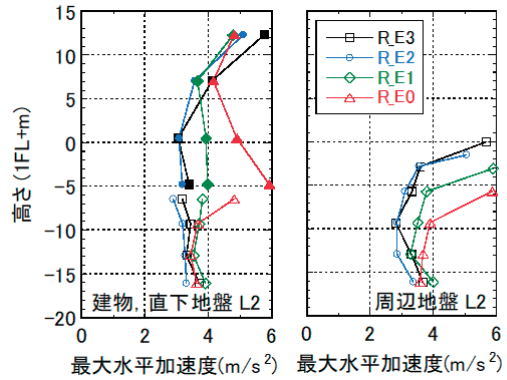 高さ (1FL+m)
15
10
5
0
−5
−10
−15
−20
建物, 直下地盤 L2
0 2 4 6
最大水平加速度(m/s²)
R_E3
R_E2
R_E1
R_E0
周辺地盤 L2
0 2 4 6
最大水平加速度(m/s²)